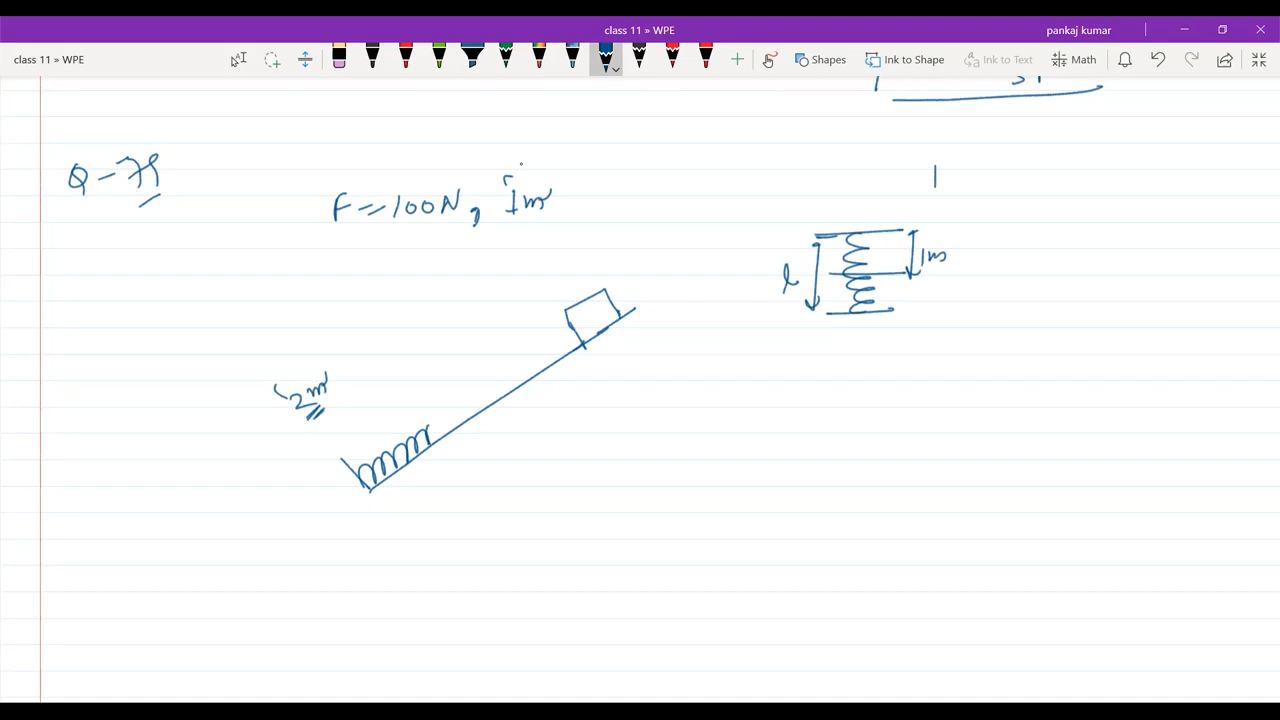 class 11 » WPE
pankaj kumar
class 11 » WPE
Shapes
Ink to Shape
Ink to Text
Math
Q - 79
F = 100N, 1m
l
1m
2m